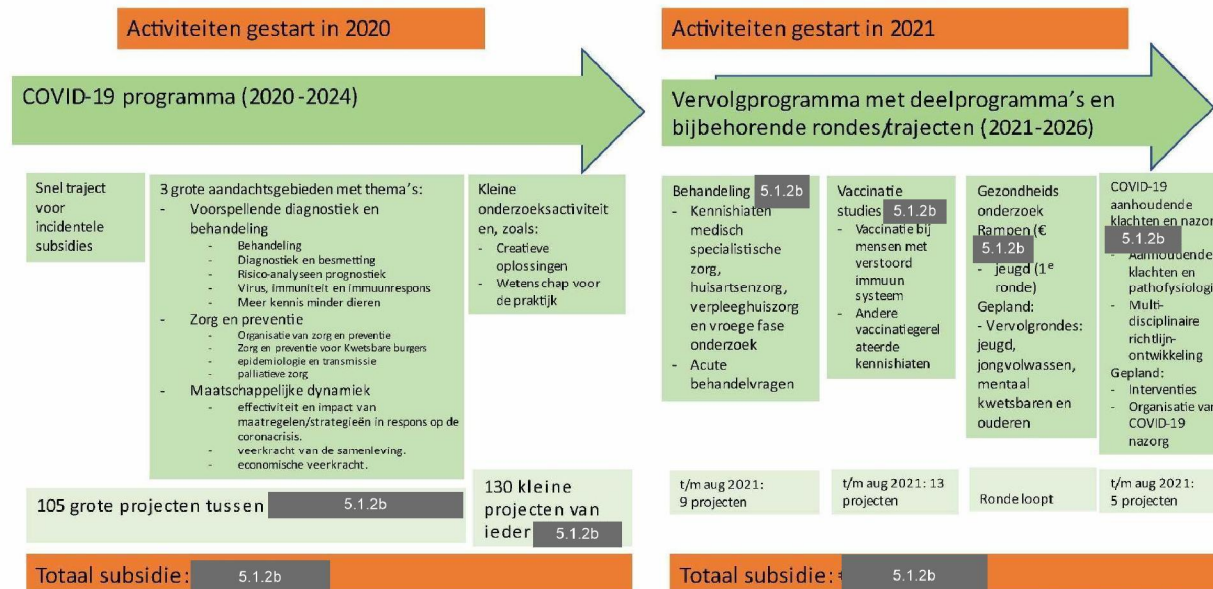 Activiteiten gestart in 2020
COVID-19 programma (2020-2024)
Snel traject
voor
incidentele
subsidies
3 grote aandachtsgebieden met thema's:
- Voorspellende diagnostiek en
behandeling
- Behandeling
- Diagnostiek en besmetting
- Risico-analyseen prognostiek
- Virus, immuniteit en immuunrespons
- Meer kennis minder dieren
- Zorg en preventie
- Organisatie van zorg en preventie
- Zorg en preventie voor Kwetsbare burgers
- epidemiologie en transmissie
- palliatieve zorg
- Maatschappelijke dynamiek
- effectiviteit en impact van
maatregelen/strategieën in respons op de
coronacrisis.
- veerkracht van de samenleving.
- economische veerkracht.
Kleine
onderzoeksactiviteit
en, zoals:
- Creatieve
oplossingen
- Wetenschap voor
de praktijk
105 grote projecten tussen 5.1.2b
130 kleine
projecten van
ieder 5.1.2b
Totaal subsidie: 5.1.2b
Activiteiten gestart in 2021
Vervolgprogramma met deelprogramma's en
bijbehorende rondes/trajecten (2021-2026)
Behandeling 5.1.2b
- Kennishiaten
medisch
specialistische
zorg,
huisartsenzorg,
verpleeghuiszorg
en vroege fase
onderzoek
- Acute
behandelvragen
Vaccinatie
studies 5.1.2b
- Vaccinatie bij
mensen met
verstoord
immuun
systeem
- Andere
vaccinatiegerel
ateerde
kennishiaten
Gezondheids
onderzoek
Rampen (€
5.1.2b
- jeugd (1e
ronde)
Gepland:
- Vervolgrondes:
jeugd,
jongvolwassen,
mentaal
kwetsbaren en
ouderen
COVID-19
aanhoudende
klachten en nazor
5.1.2b
- Aanhoudende
klachten en
pathofysiologi
- Multi-
disciplinaire
richtlijn-
ontwikkeling
Gepland:
- Interventies
- Organisatie van
COVID-19
nazorg
t/m aug 2021:
9 projecten
t/m aug 2021: 13
projecten
Ronde loopt
t/m aug 2021:
5 projecten
Totaal subsidie: 5.1.2b